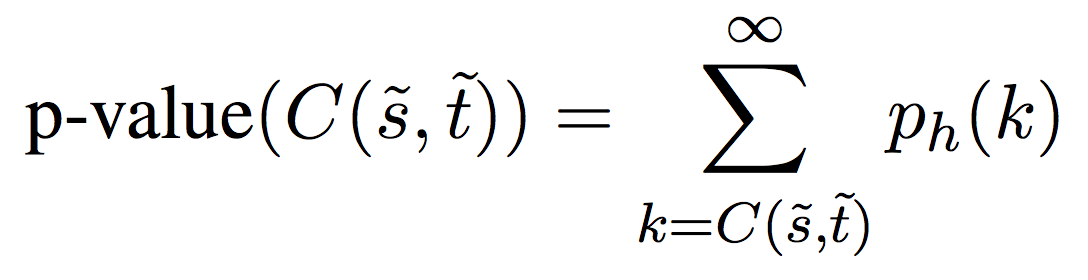 p-value(C(s̃, t̃)) = ∑_{k=C(s̃,t̃)}^{∞} p_h(k)